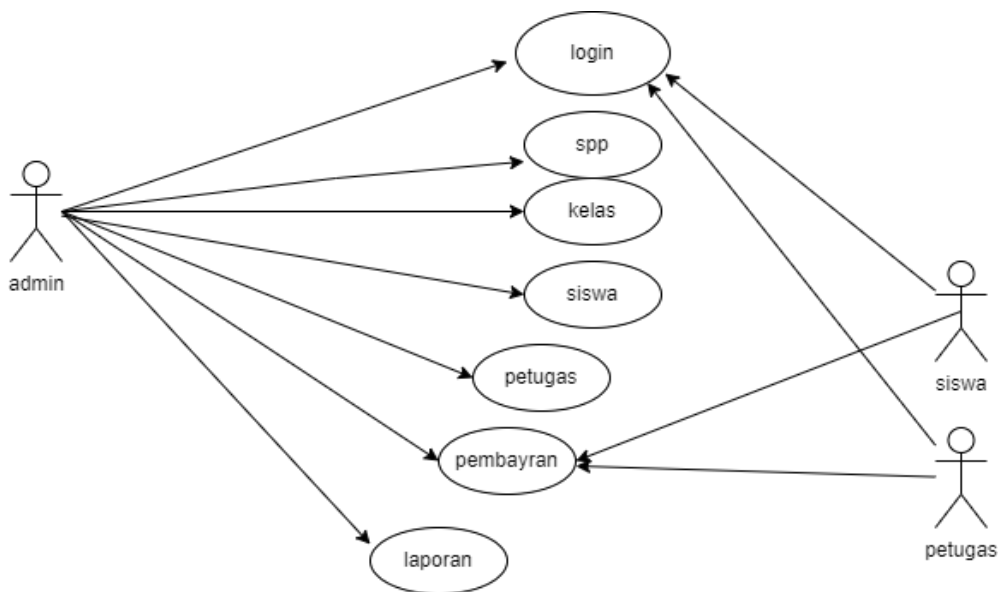 login
spp
kelas
admin
siswa
petugas
siswa
pembayran
petugas
laporan